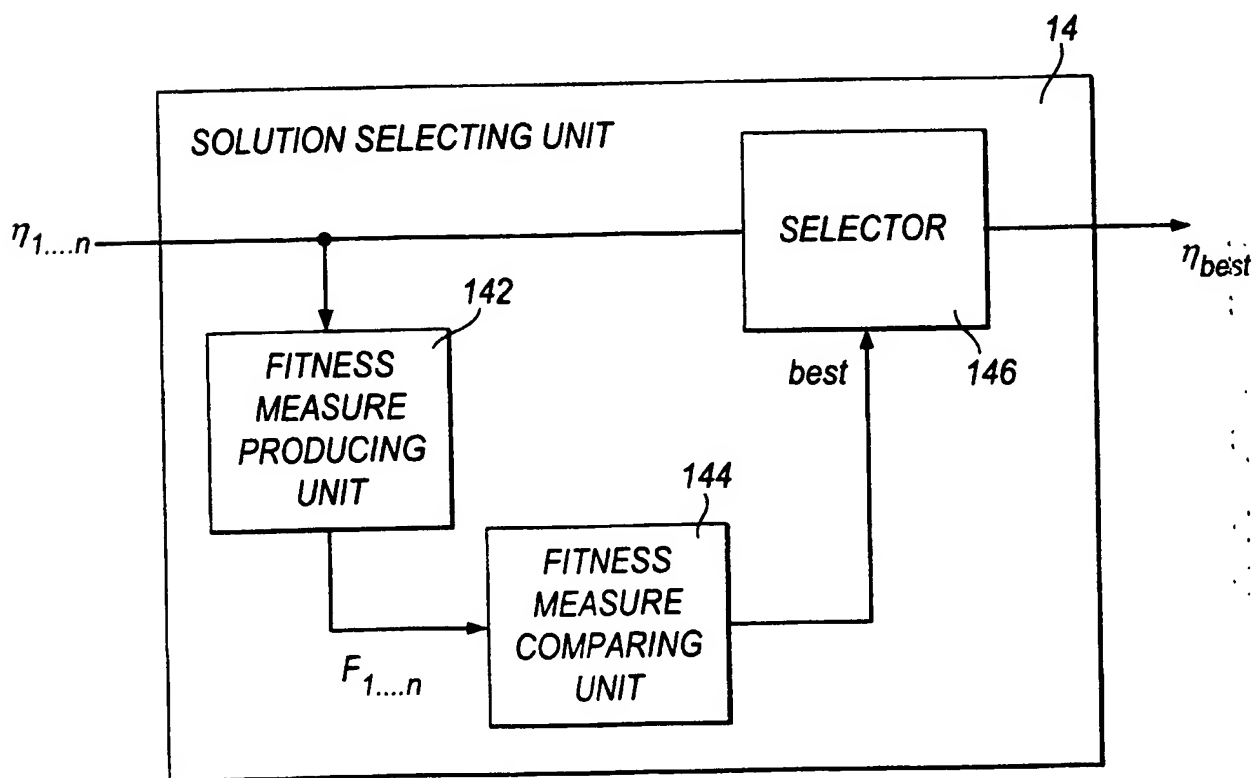 14
SOLUTION SELECTING UNIT
η1....n
SELECTOR
ηbest
142
FITNESS
MEASURE
PRODUCING
UNIT
best
146
144
FITNESS
MEASURE
COMPARING
UNIT
F1....n